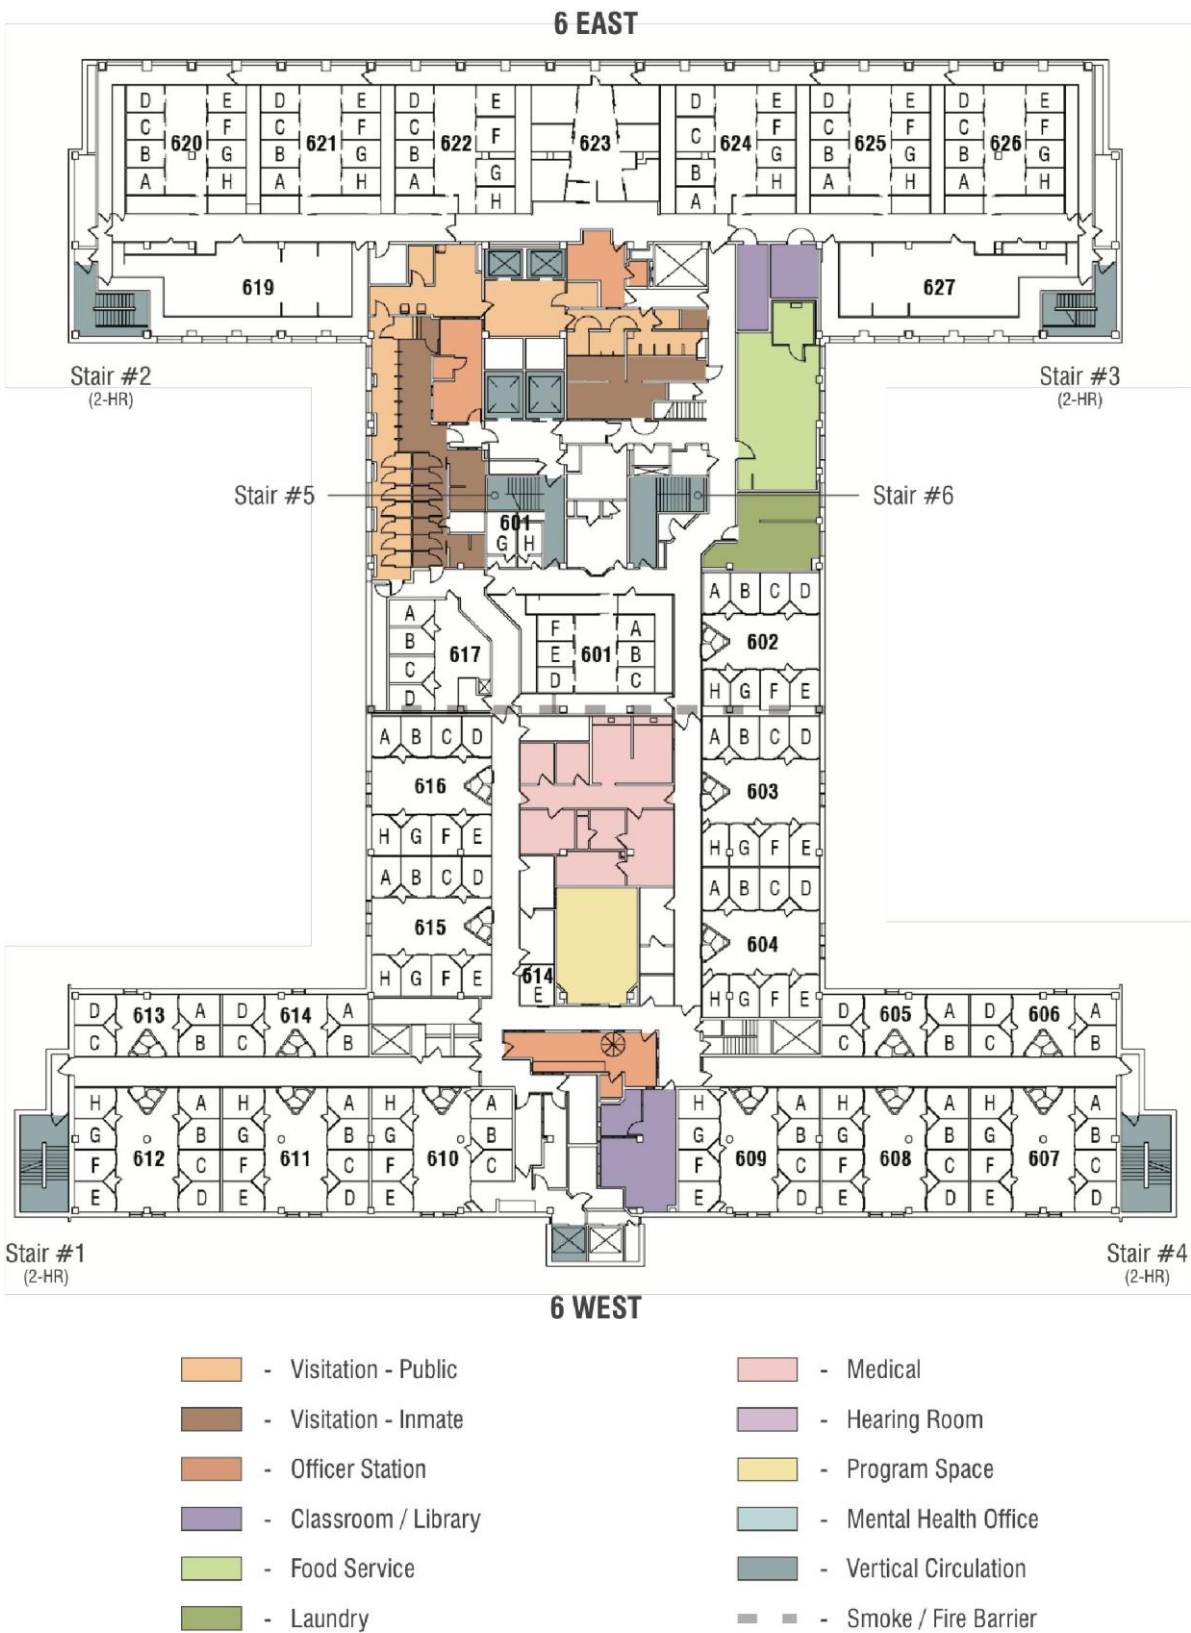 6 EAST
D E D E D E D E D E D E
C F C F C F C F C F C F
620 621 622 623 624 625 626
B G B G B G B G B G B G
A H A H A H A H A H A H
619 627
Stair #2 Stair #3
(2-HR) (2-HR)
Stair #5 Stair #6
601
G H
A B C D
A F A
B 617 E 601 B 602
C D C
D H G F E
A B C D A B C D
616 603
H G F E H G F E
A B C D A B C D
615 604
H G F E 614 H G F E
E
D 613 A D 614 A D 605 A D 606 A
C B C B C B C B
H A H A H A H A H A H A
G B G B G B G B G B G B
612 611 610 609 608 607
F C F C F C F C F C F C
E D E D E E D E D E D
Stair #1 Stair #4
(2-HR) (2-HR)
6 WEST
- Visitation - Public
- Visitation - Inmate
- Officer Station
- Classroom / Library
- Food Service
- Laundry
- Medical
- Hearing Room
- Program Space
- Mental Health Office
- Vertical Circulation
- Smoke / Fire Barrier